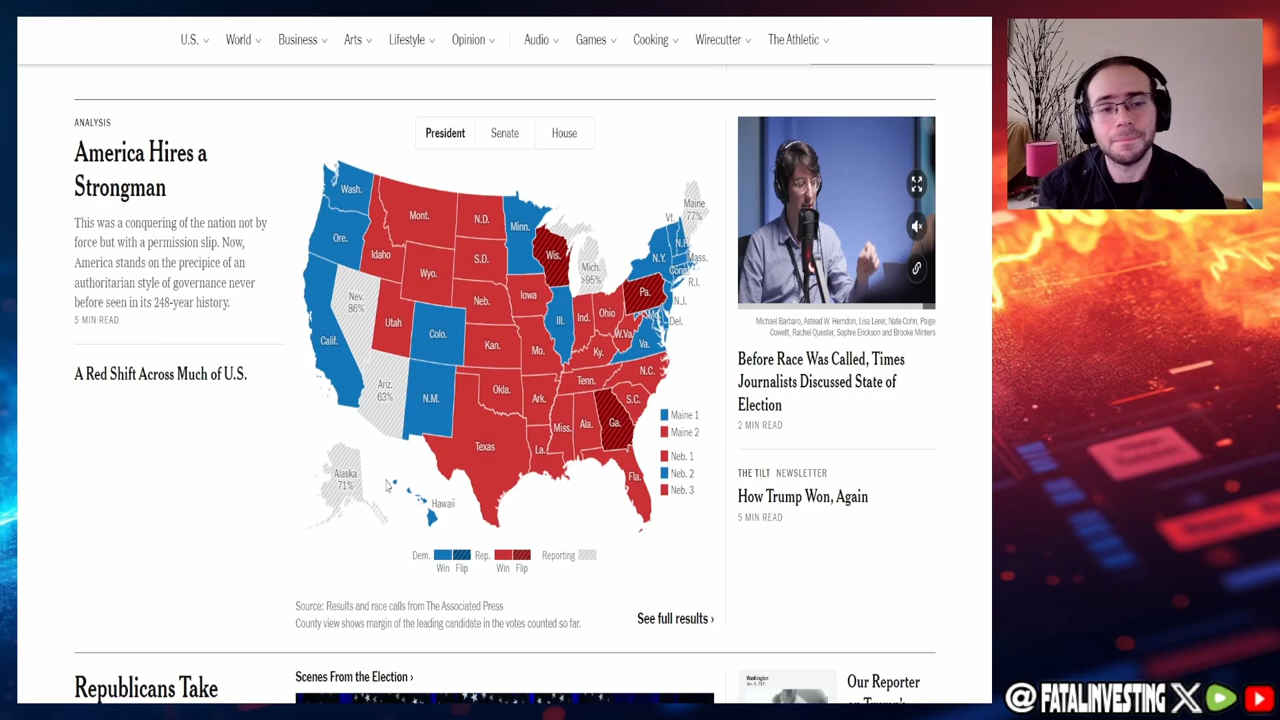 U.S. World Business Arts Lifestyle Opinion Audio Games Cooking Wirecutter The Athletic
ANALYSIS
America Hires a
Strongman
This was a conquering of the nation not by
force but with a permission slip. Now,
America stands on the precipice of an
authoritarian style of governance never
before seen in its 248-year history.
5 MIN READ
A Red Shift Across Much of U.S.
President Senate House
Wash.
Ore.
Calif.
Nev.
86%
Idaho
Mont.
Wyo.
Utah
Ariz.
63%
Colo.
N.M.
N.D.
S.D.
Neb.
Kan.
Okla.
Texas
Minn.
Iowa
Mo.
Ark.
La.
Wis.
Ill.
Mich.
>95%
Ind.
Ohio
Ky.
Tenn.
Miss.
Ala.
Ga.
Fla.
S.C.
N.C.
Va.
W.Va.
Pa.
N.Y.
Vt.
N.H.
Maine
77%
Mass.
Conn.
R.I.
N.J.
Del.
Md.
Alaska
71%
Hawaii
Maine 1
Maine 2
Neb. 1
Neb. 2
Neb. 3
Dem. Rep. Reporting
Win Flip Win Flip
Source: Results and race calls from The Associated Press
County view shows margin of the leading candidate in the votes counted so far.
See full results ›
Michael Barbaro, Astead W. Herndon, Lisa Lerer, Nate Cohn, Paige
Cowett, Rachel Quester, Sophie Erickson and Brooke Minters
Before Race Was Called, Times
Journalists Discussed State of
Election
2 MIN READ
THE TILT NEWSLETTER
How Trump Won, Again
5 MIN READ
Republicans Take
Scenes From the Election ›
Our Reporter
@FATALINVESTING